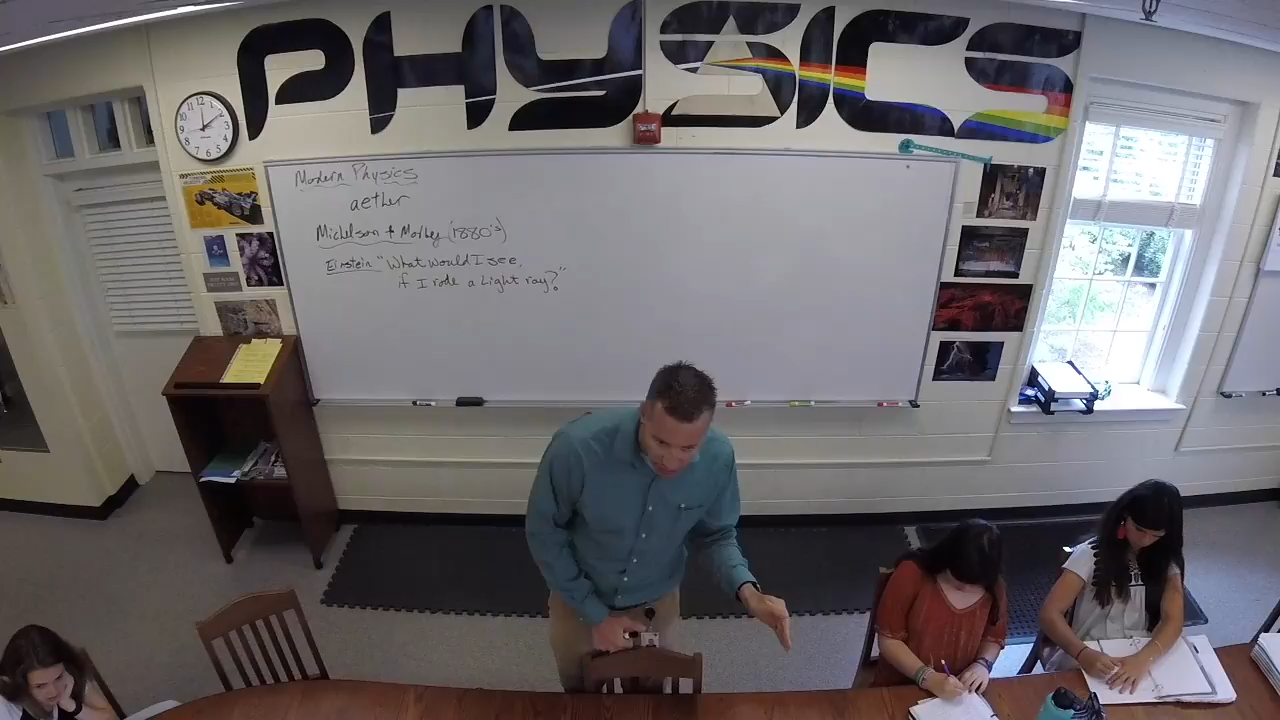 PHYSICS
Modern Physics
aether
Michelson + Morley (1880's)
Einstein "What would I see,
if I rode a Light ray?"